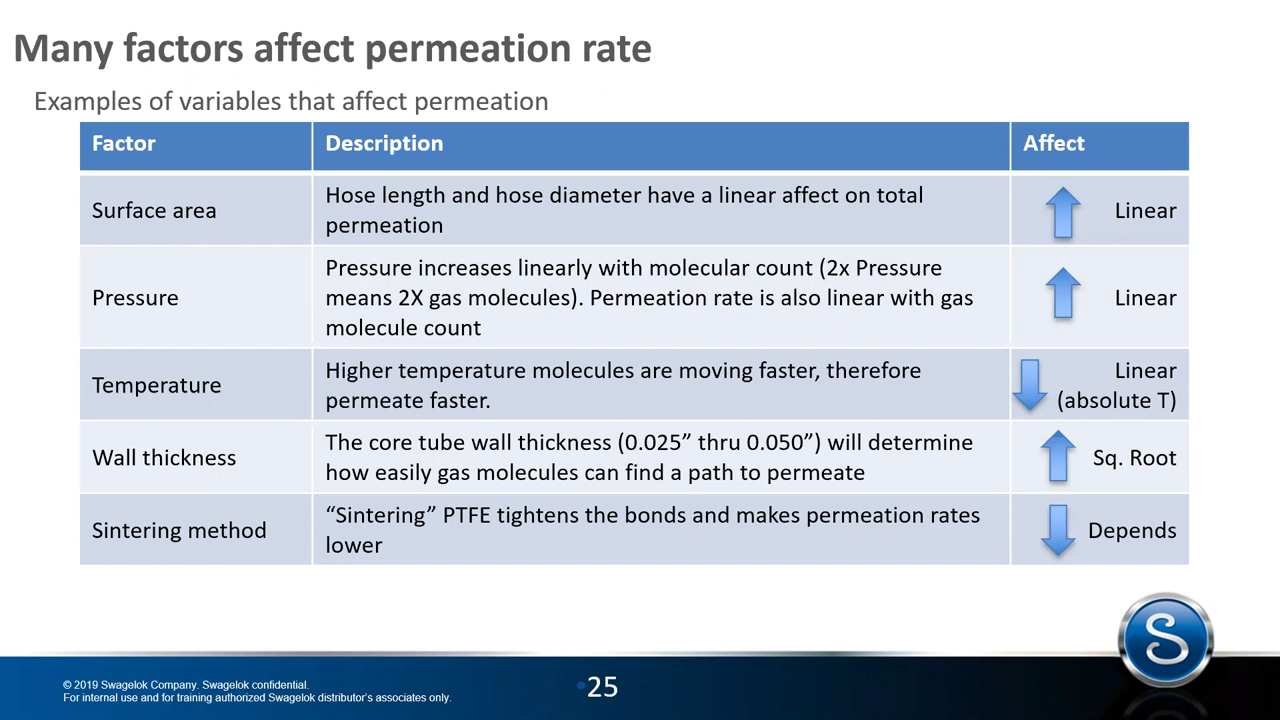 Many factors affect permeation rate
Examples of variables that affect permeation
Factor
Description
Affect
Surface area
Hose length and hose diameter have a linear affect on total
permeation
Linear
Pressure
Pressure increases linearly with molecular count (2x Pressure
means 2X gas molecules). Permeation rate is also linear with gas
molecule count
Linear
Temperature
Higher temperature molecules are moving faster, therefore
permeate faster.
Linear
(absolute T)
Wall thickness
The core tube wall thickness (0.025” thru 0.050”) will determine
how easily gas molecules can find a path to permeate
Sq. Root
Sintering method
“Sintering” PTFE tightens the bonds and makes permeation rates
lower
Depends
S
© 2019 Swagelok Company. Swagelok confidential.
For internal use and for training authorized Swagelok distributor's associates only.
•25